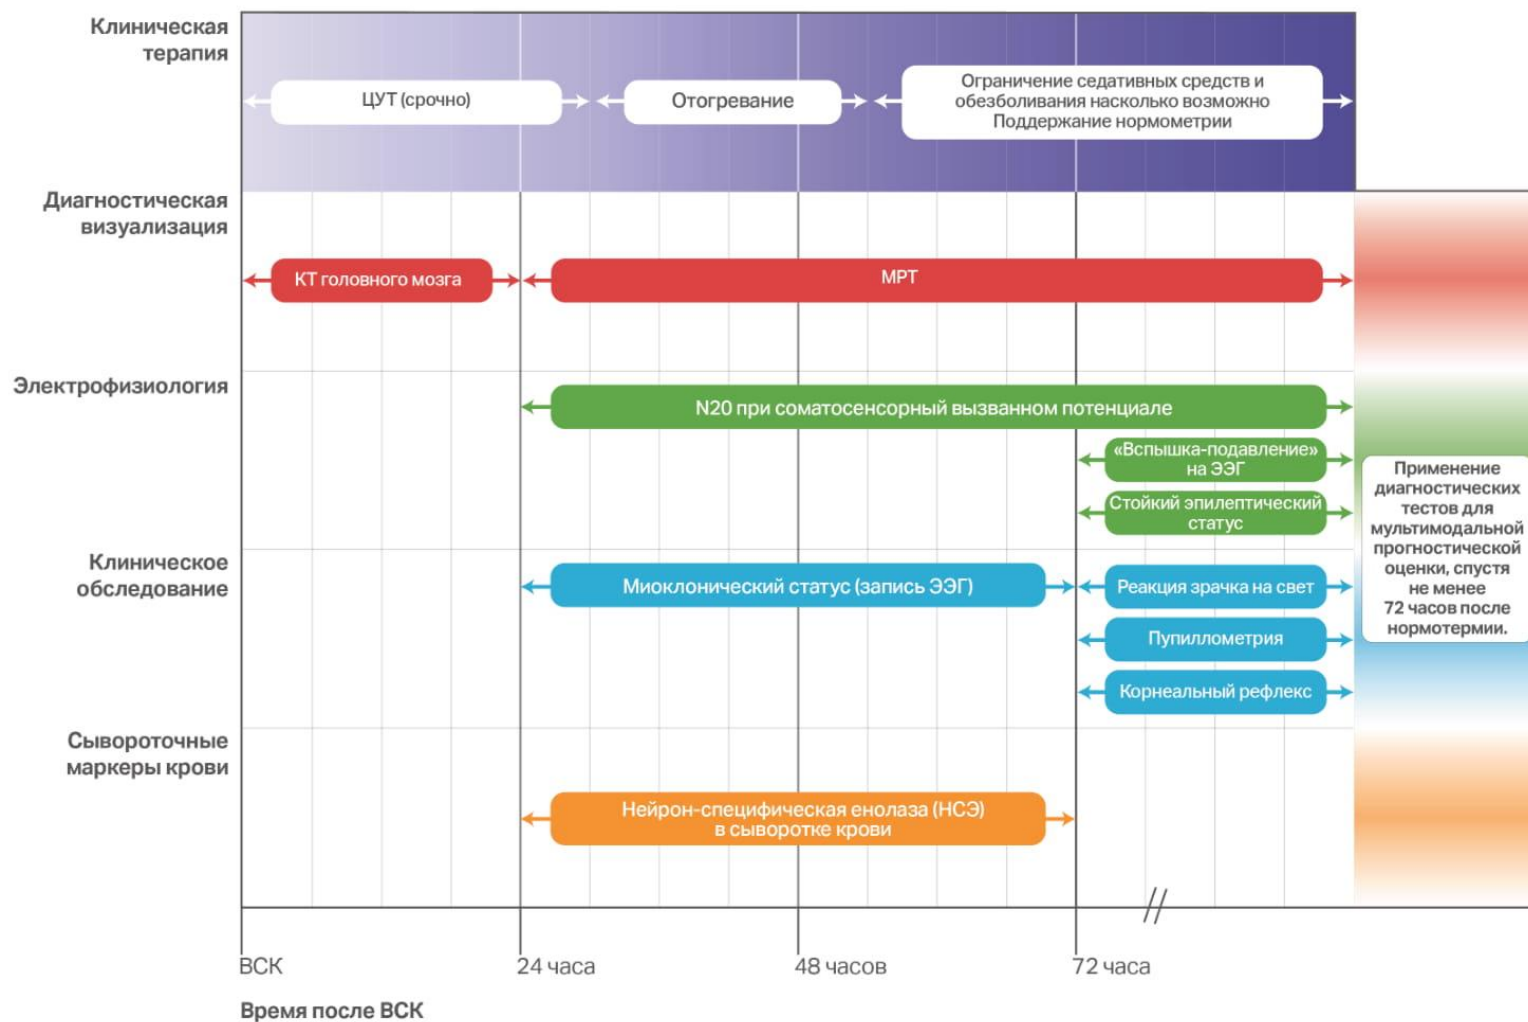 Клиническая
терапия
ЦУТ (срочно)
Отогревание
Ограничение седативных средств и
обезболивания насколько возможно
Поддержание нормометрии
Диагностическая
визуализация
КТ головного мозга
МРТ
Электрофизиология
N20 при соматосенсорный вызванном потенциале
«Вспышка-подавление»
на ЭЭГ
Стойкий эпилептический
статус
Применение
диагностических
тестов для
мультимодальной
прогностической
оценки, спустя
не менее
72 часов после
нормотермии.
Клиническое
обследование
Миоклонический статус (запись ЭЭГ)
Реакция зрачка на свет
Пупиллометрия
Корнеальный рефлекс
Сывороточные
маркеры крови
Нейрон-специфическая енолаза (НСЭ)
в сыворотке крови
ВСК
24 часа
48 часов
72 часа
Время после ВСК